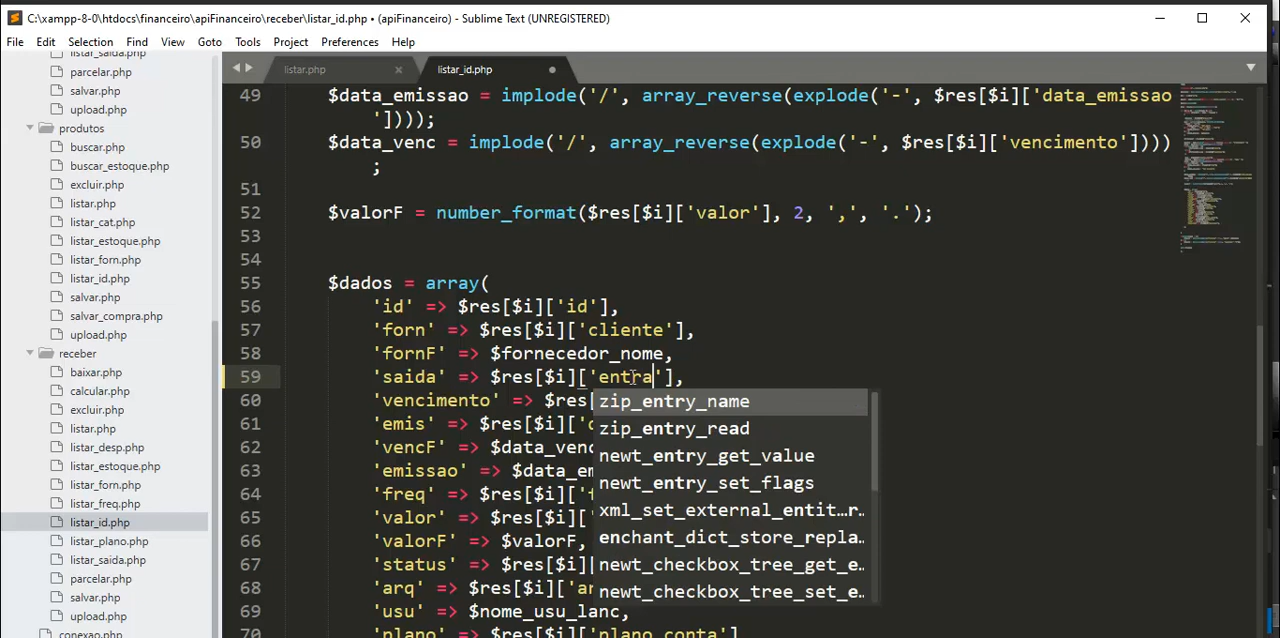 C:\xampp-8-0\htdocs\financeiro\apiFinanceiro\receber\listar_id.php • (apiFinanceiro) - Sublime Text (UNREGISTERED)
File Edit Selection Find View Goto Tools Project Preferences Help
listar_saida.php
parcelar.php
salvar.php
upload.php
produtos
buscar.php
buscar_estoque.php
excluir.php
listar.php
listar_cat.php
listar_estoque.php
listar_forn.php
listar_id.php
salvar.php
salvar_compra.php
upload.php
receber
baixar.php
calcular.php
excluir.php
listar.php
listar_desp.php
listar_estoque.php
listar_forn.php
listar_freq.php
listar_id.php
listar_plano.php
listar_saida.php
parcelar.php
salvar.php
upload.php
conexao.php
listar.php
listar_id.php
49 $data_emissao = implode('/', array_reverse(explode('-', $res[$i]['data_emissao
'])));
50 $data_venc = implode('/', array_reverse(explode('-', $res[$i]['vencimento'])))
;
51
52 $valorF = number_format($res[$i]['valor'], 2, ',', '.');
53
54
55 $dados = array(
56 'id' => $res[$i]['id'],
57 'forn' => $res[$i]['cliente'],
58 'fornF' => $fornecedor_nome,
59 'saida' => $res[$i]['entra'],
60 'vencimento' => $res[
61 'emis' => $res[$i]['
62 'vencF' => $data_venc
63 'emissao' => $data_em
64 'freq' => $res[$i]['
65 'valor' => $res[$i]['
66 'valorF' => $valorF,
67 'status' => $res[$i][
68 'arq' => $res[$i]['ar
69 'usu' => $nome_usu_lanc,
70 'plano' => $res[$i]['plano_conta']
zip_entry_name
zip_entry_read
newt_entry_get_value
newt_entry_set_flags
xml_set_external_entit…r…
enchant_dict_store_repla…
newt_checkbox_tree_get_e…
newt_checkbox_tree_set_e…